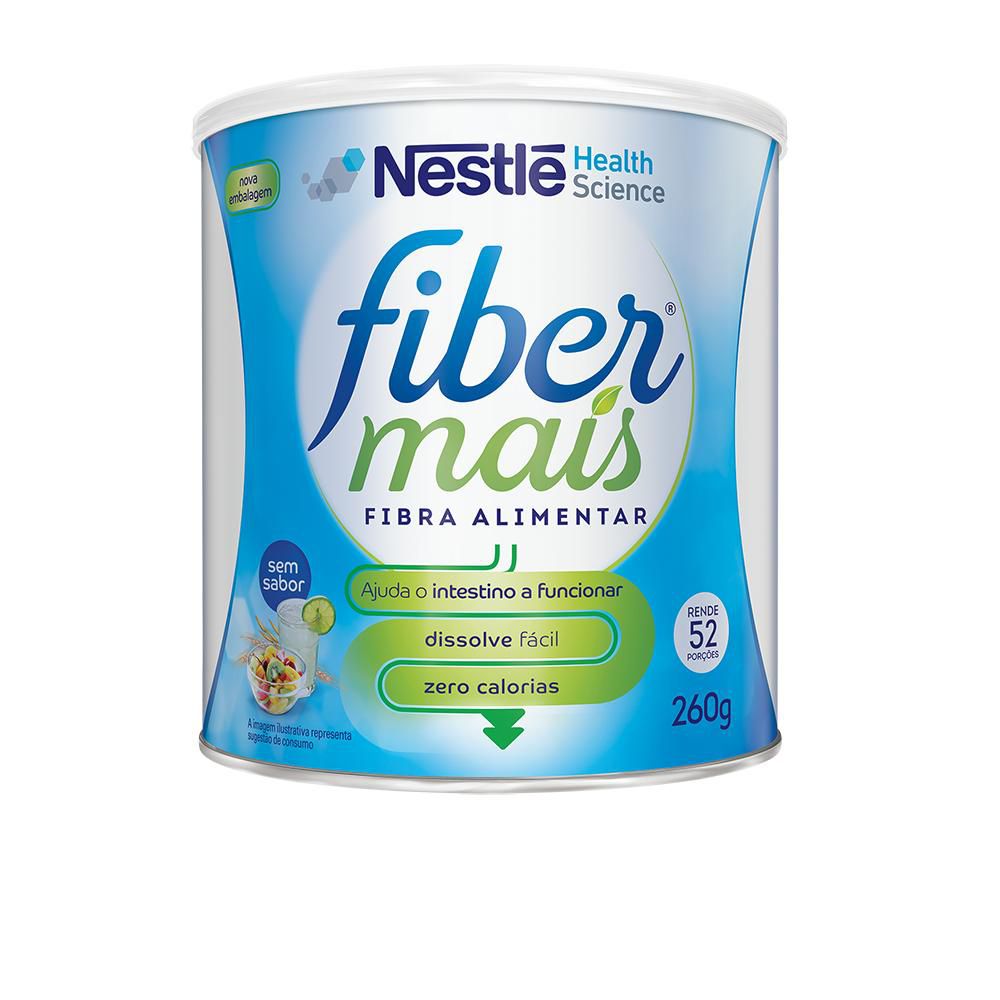 nova
embalagem
Nestlé Health
Science
fiber®
mais
FIBRA ALIMENTAR
sem
sabor
Ajuda o intestino a funcionar
dissolve fácil
zero calorias
RENDE
52
PORÇÕES
260g
A imagem ilustrativa representa
sugestão de consumo